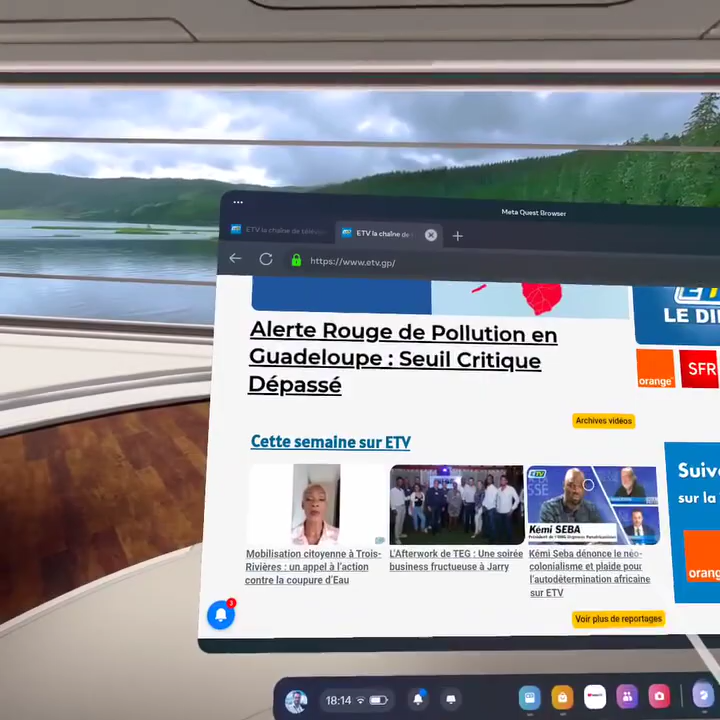 Meta Quest Browser
ETV la chaîne de télévis
ETV la chaîne de
https://www.etv.gp/
Alerte Rouge de Pollution en
Guadeloupe : Seuil Critique
Dépassé
LE DI
orange
SFR
Archives vidéos
Cette semaine sur ETV
ETV
Kémi SEBA
Mobilisation citoyenne à Trois-
Rivières : un appel à l'action
contre la coupure d'Eau
L'Afterwork de TEG : Une soirée
business fructueuse à Jarry
Kémi Seba dénonce le néo-
colonialisme et plaide pour
l'autodétermination africaine
sur ETV
Suiv
sur la
orang
Voir plus de reportages
3
18:14